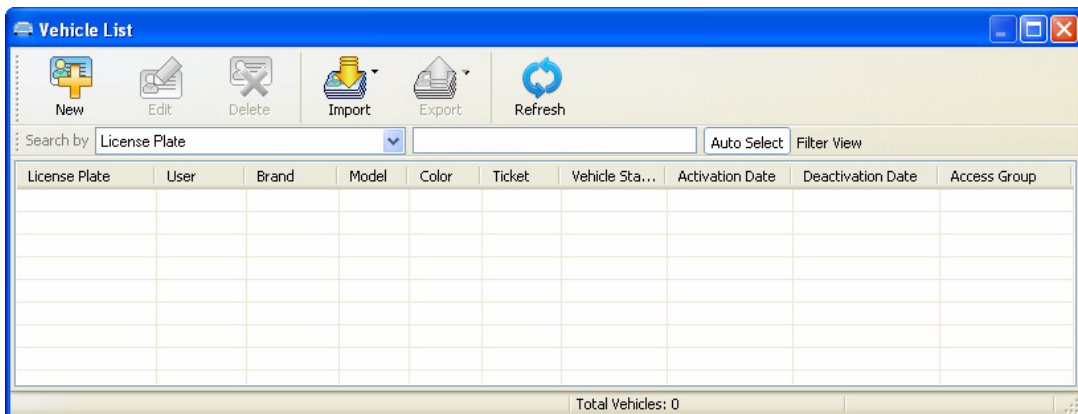 Vehicle List
New Edit Delete Import Export Refresh
Search by License Plate Auto Select Filter View
License Plate User Brand Model Color Ticket Vehicle Sta... Activation Date Deactivation Date Access Group
Total Vehicles: 0